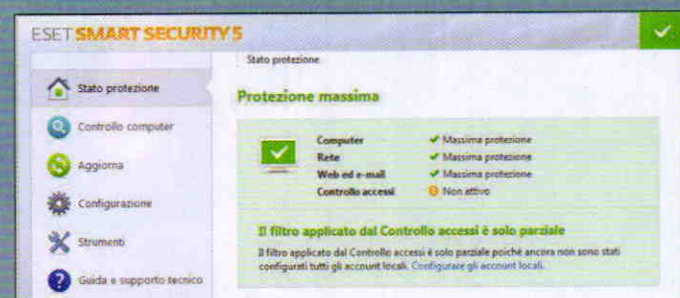 ESET SMART SECURITY 5
Stato protezione
Controllo computer
Aggiorna
Configurazione
Strumenti
Guida e supporto tecnico
Stato protezione
Protezione massima
Computer ✔ Massima protezione
Rete ✔ Massima protezione
Web ed e-mail ✔ Massima protezione
Controllo accessi Non attivo
Il filtro applicato dal Controllo accessi è solo parziale
Il filtro applicato dal Controllo accessi è solo parziale poiché ancora non sono stati
configurati tutti gli account locali. Configurare gli account locali.